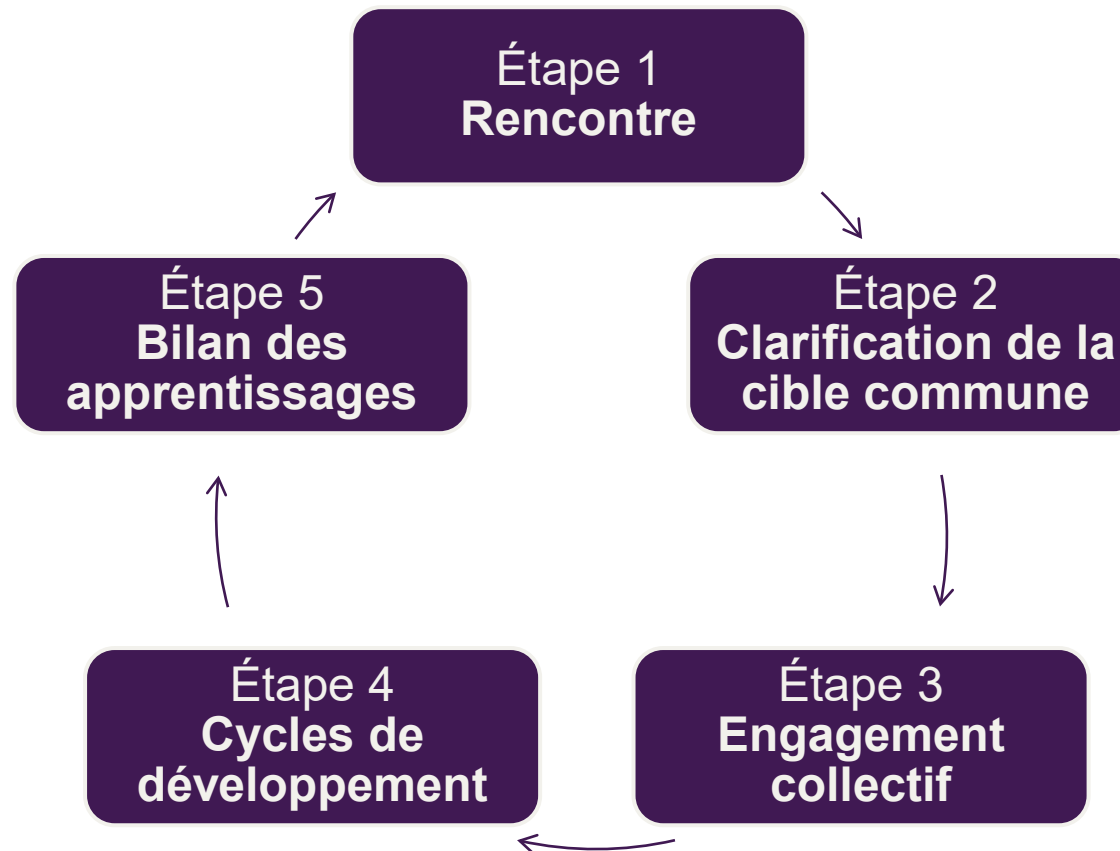 Étape 1
Rencontre
Étape 2
Clarification de la
cible commune
Étape 3
Engagement
collectif
Étape 4
Cycles de
développement
Étape 5
Bilan des
apprentissages